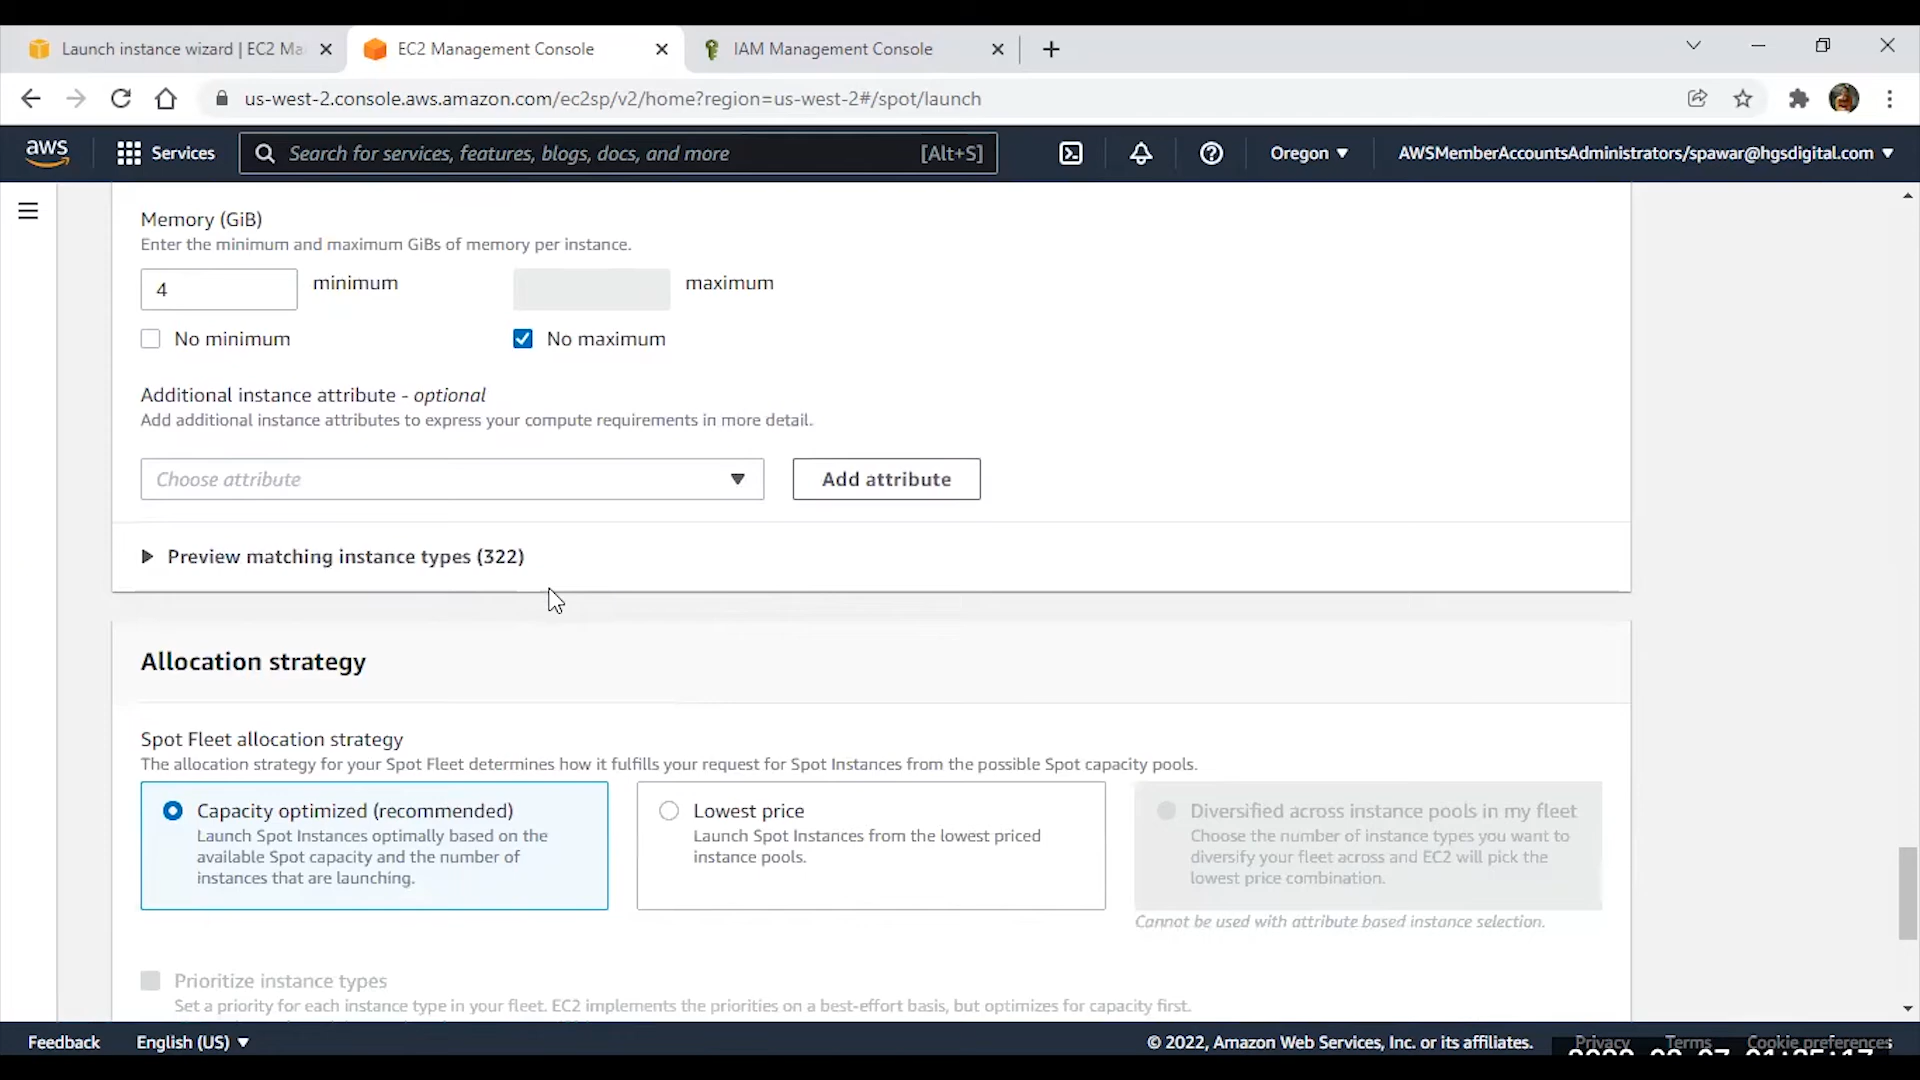 Launch instance wizard | EC2 Ma
EC2 Management Console
IAM Management Console
us-west-2.console.aws.amazon.com/ec2sp/v2/home?region=us-west-2#/spot/launch
aws
Services
Search for services, features, blogs, docs, and more
[Alt+S]
Oregon
AWSMemberAccountsAdministrators/spawar@hgsdigital.com
Memory (GiB)
Enter the minimum and maximum GiBs of memory per instance.
4
minimum
maximum
No minimum
No maximum
Additional instance attribute - optional
Add additional instance attributes to express your compute requirements in more detail.
Choose attribute
Add attribute
Preview matching instance types (322)
Allocation strategy
Spot Fleet allocation strategy
The allocation strategy for your Spot Fleet determines how it fulfills your request for Spot Instances from the possible Spot capacity pools.
Capacity optimized (recommended)
Launch Spot Instances optimally based on the
available Spot capacity and the number of
instances that are launching.
Lowest price
Launch Spot Instances from the lowest priced
instance pools.
Diversified across instance pools in my fleet
Choose the number of instance types you want to
diversify your fleet across and EC2 will pick the
lowest price combination.
Cannot be used with attribute based instance selection.
Prioritize instance types
Set a priority for each instance type in your fleet. EC2 implements the priorities on a best-effort basis, but optimizes for capacity first.
Feedback
English (US)
© 2022, Amazon Web Services, Inc. or its affiliates.
Privacy
Terms
Cookie preferences